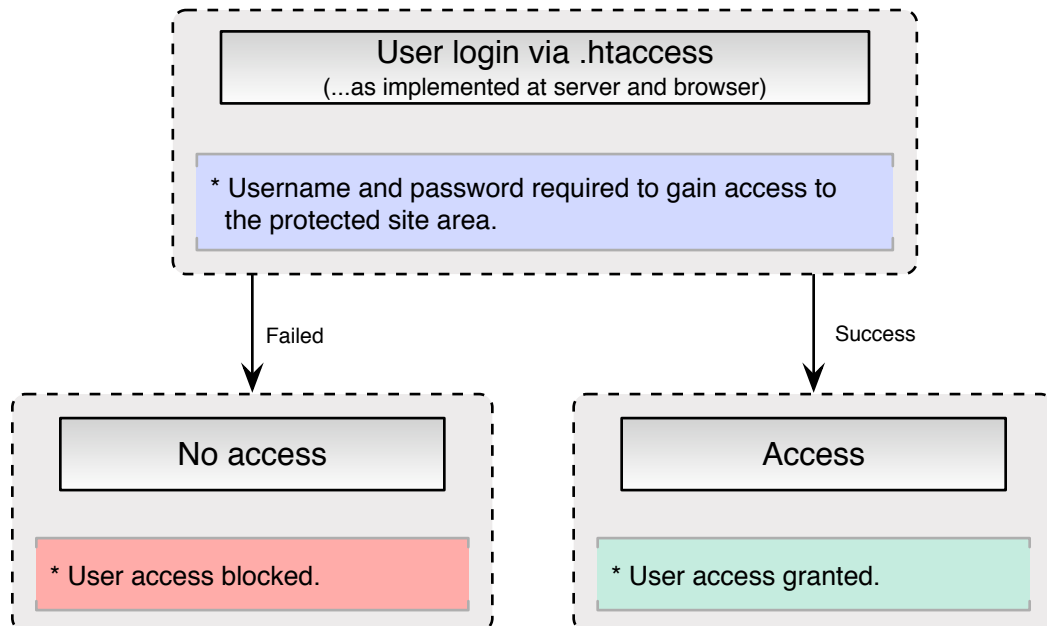 User login via .htaccess
(...as implemented at server and browser)
* Username and password required to gain access to
the protected site area.
Failed
Success
No access
Access
* User access blocked.
* User access granted.